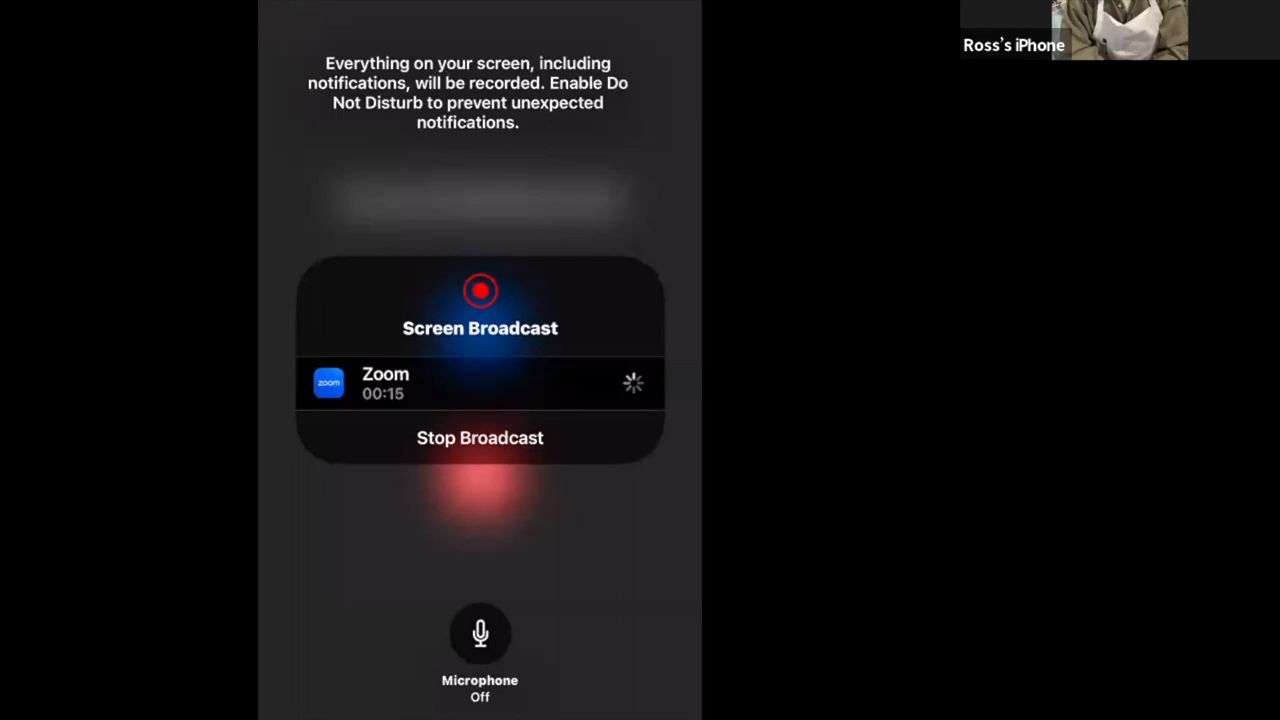 Everything on your screen, including
notifications, will be recorded. Enable Do
Not Disturb to prevent unexpected
notifications.
Ross's iPhone
Screen Broadcast
zoom
Zoom
00:15
Stop Broadcast
Microphone
Off